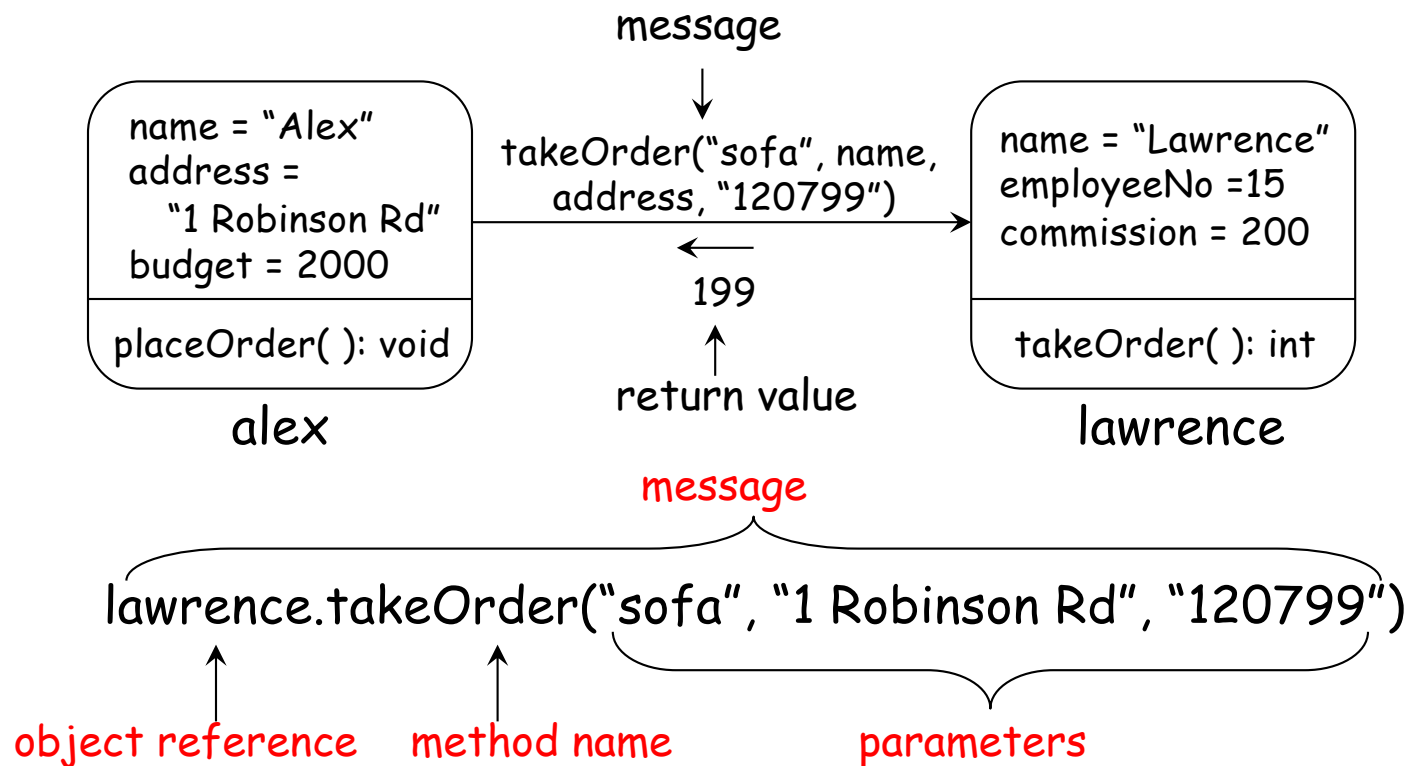 message
name = “Alex”
address =
“1 Robinson Rd”
budget = 2000
placeOrder( ): void
alex
takeOrder(“sofa”, name,
address, “120799”)
199
return value
name = “Lawrence”
employeeNo =15
commission = 200
takeOrder( ): int
lawrence
message
lawrence.takeOrder(“sofa”, “1 Robinson Rd”, “120799”)
object reference
method name
parameters